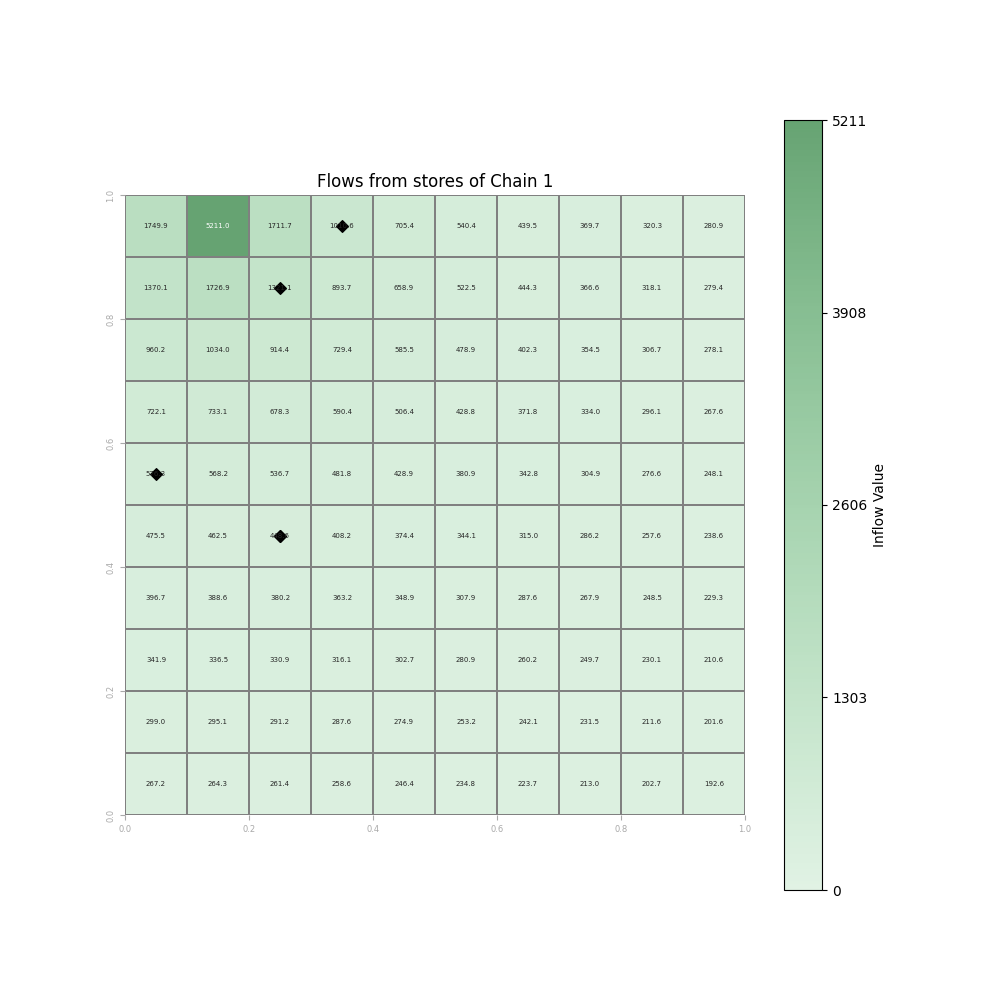 Flows from stores of Chain 1
1.0
1749.9 5211.0 1711.7 705.4 540.4 439.5 369.7 320.3 280.9
1370.1 1726.9 893.7 658.9 522.5 444.3 366.6 318.1 279.4
0.8
960.2 1034.0 914.4 729.4 585.5 478.9 402.3 354.5 306.7 278.1
722.1 733.1 678.3 590.4 506.4 428.8 371.8 334.0 296.1 267.6
0.6
568.2 536.7 481.8 428.9 380.9 342.8 304.9 276.6 248.1
475.5 462.5 408.2 374.4 344.1 315.0 286.2 257.6 238.6
0.4
396.7 388.6 380.2 363.2 348.9 307.9 287.6 267.9 248.5 229.3
341.9 336.5 330.9 316.1 302.7 280.9 260.2 249.7 230.1 210.6
0.2
299.0 295.1 291.2 287.6 274.9 253.2 242.1 231.5 211.6 201.6
267.2 264.3 261.4 258.6 246.4 234.8 223.7 213.0 202.7 192.6
0.0
0.0 0.2 0.4 0.6 0.8 1.0
5211
3908
2606
1303
0
Inflow Value